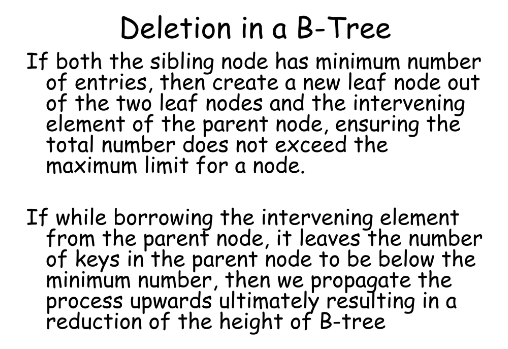 Deletion in a B-Tree
If both the sibling node has minimum number
of entries, then create a new leaf node out
of the two leaf nodes and the intervening
element of the parent node, ensuring the
total number does not exceed the
maximum limit for a node.
If while borrowing the intervening element
from the parent node, it leaves the number
of keys in the parent node to be below the
minimum number, then we propagate the
process upwards ultimately resulting in a
reduction of the height of B-tree